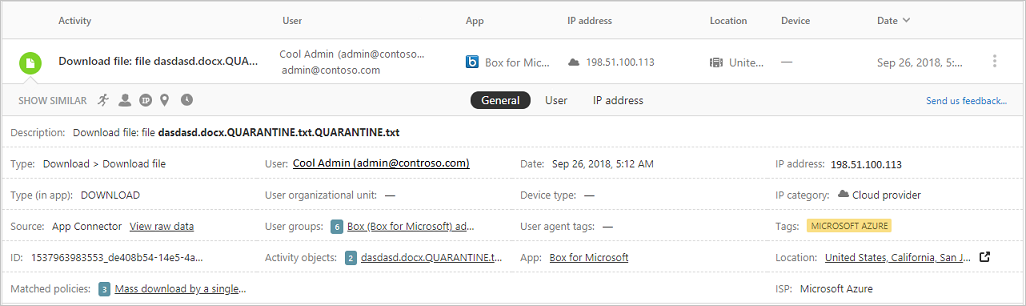 Activity User App IP address Location Device Date
Download file: file dasdasd.docx.QUA... Cool Admin (admin@contoso.... Box for Mic... 198.51.100.113 Unite... — Sep 26, 2018, 5:...
admin@contoso.com
SHOW SIMILAR IP General User IP address Send us feedback...
Description: Download file: file dasdasd.docx.QUARANTINE.txt.QUARANTINE.txt
Type: Download > Download file User: Cool Admin (admin@controso.com) Date: Sep 26, 2018, 5:12 AM IP address: 198.51.100.113
Type (in app): DOWNLOAD User organizational unit: — Device type: — IP category: Cloud provider
Source: App Connector View raw data User groups: 6 Box (Box for Microsoft) ad... User agent tags: — Tags: MICROSOFT AZURE
ID: 1537963983553_de408b54-14e5-4a... Activity objects: 2 dasdasd.docx.QUARANTINE.t... App: Box for Microsoft Location: United States, California, San J...
Matched policies: 3 Mass download by a single... ISP: Microsoft Azure